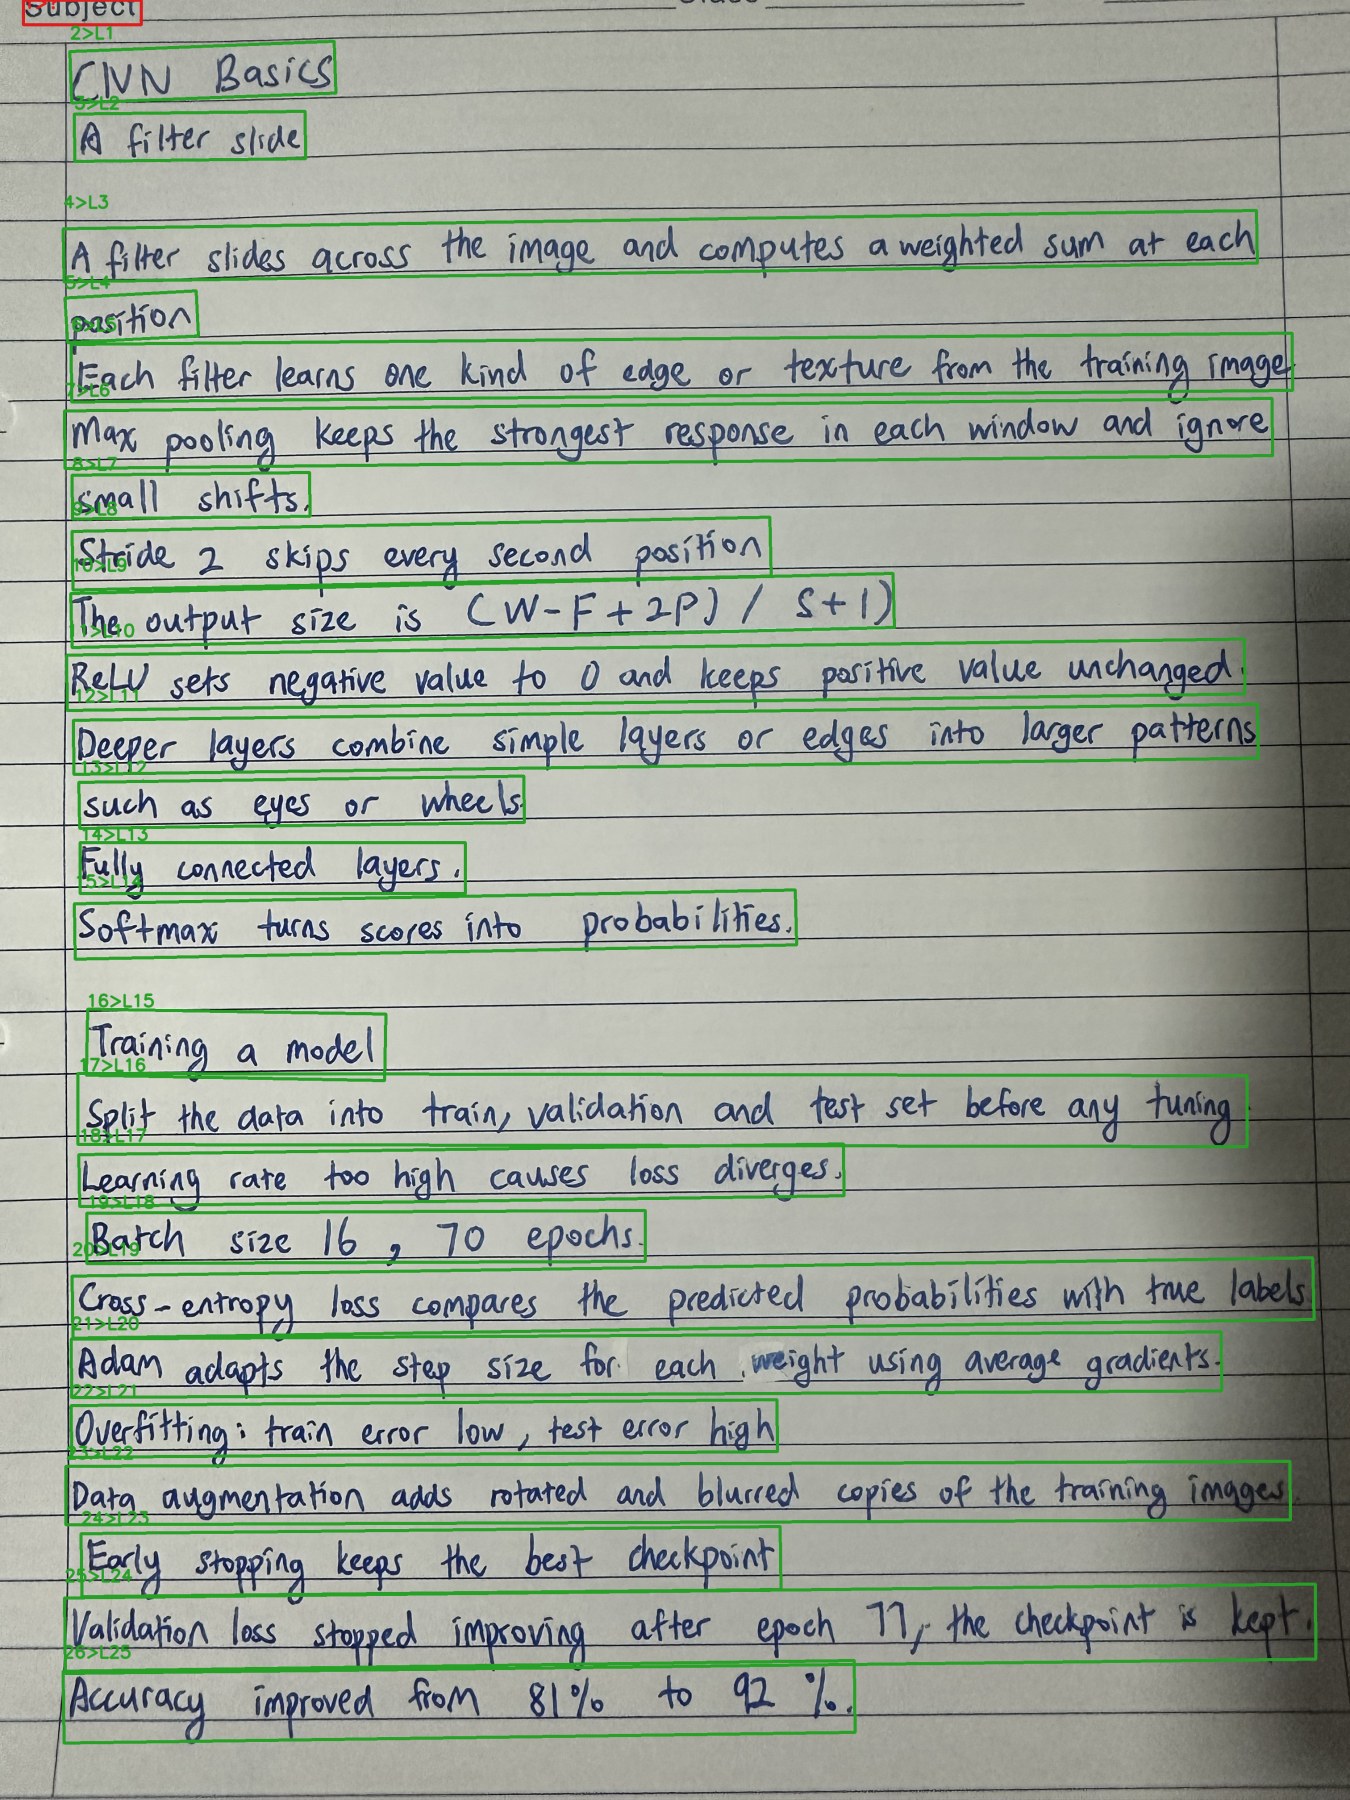 Subject
CNN Basics
A filter slide
A filter slides across the image and computes a weighted sum at each
position
Each filter learns one kind of edge or texture from the training image
Max pooling keeps the strongest response in each window and ignore
small shifts.
Stride 2 skips every second position
The output size is (W-F+2P) / S+1)
ReLU sets negative value to 0 and keeps positive value unchanged.
Deeper layers combine simple layers or edges into larger patterns
such as eyes or wheels
Fully connected layers.
Softmax turns scores into probabilities.
Training a model
Split the data into train, validation and test set before any tuning
Learning rate too high causes loss diverges.
Batch size 16, 70 epochs.
Cross-entropy loss compares the predicted probabilities with true labels
Adam adapts the step size for each weight using average gradients.
Overfitting: train error low, test error high
Data augmentation adds rotated and blurred copies of the training images
Early stopping keeps the best checkpoint
Validation loss stopped improving after epoch 77, the checkpoint is kept.
Accuracy improved from 81% to 92%.